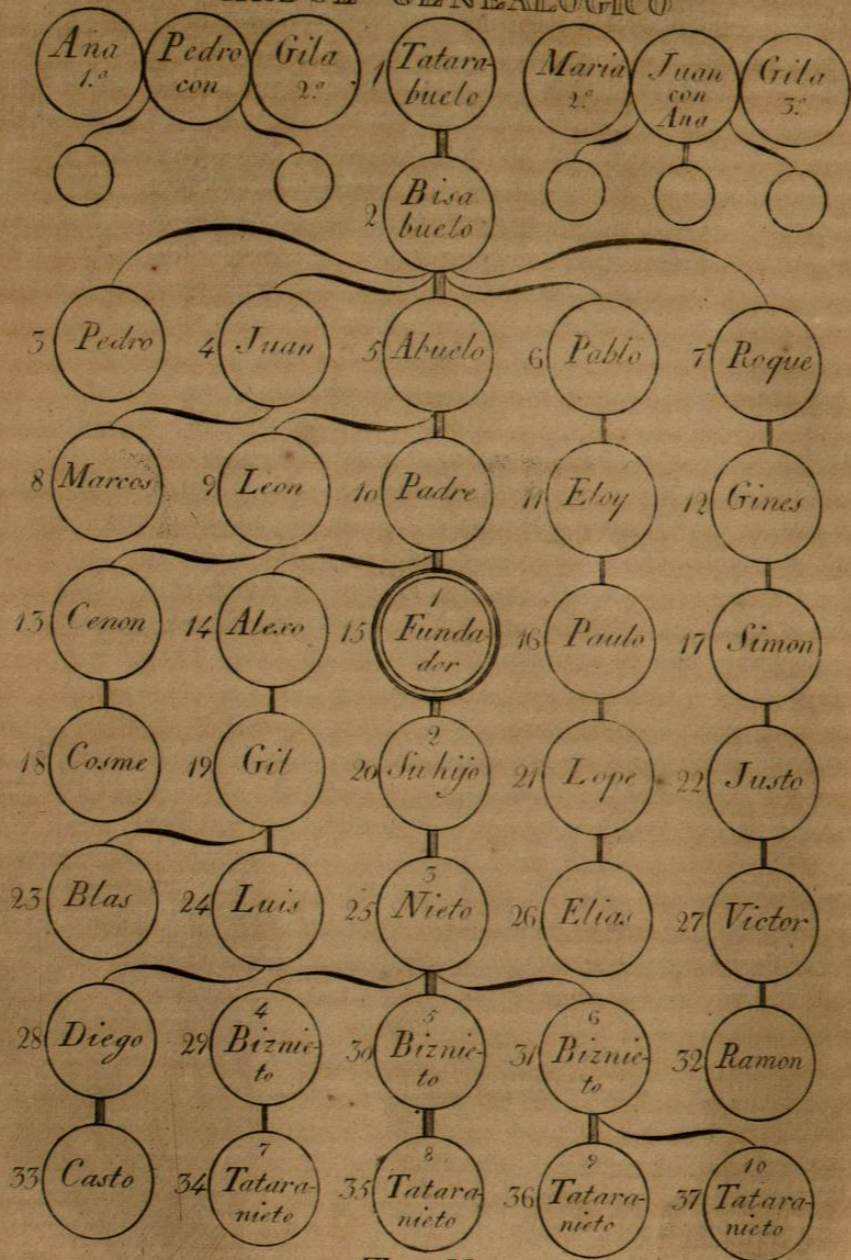 GENEALOGICO
Ana
1.ª
Pedro
con
Gila
2.ª
1
Tatara-
buelo
Maria
2.ª
Juan
con
Ana
Gila
3.ª
2
Bisa
buelo
3
Pedro
4
Juan
5
Abuelo
6
Pablo
7
Roque
8
Marcos
9
Leon
10
Padre
11
Eloy
12
Gines
13
Cenon
14
Alexo
15
1
Funda-
dor
16
Paulo
17
Simon
18
Cosme
19
Gil
20
2
Su hijo
21
Lope
22
Justo
23
Blas
24
Luis
25
3
Nieto
26
Elias
27
Victor
28
Diego
29
4
Biznie-
to
30
5
Biznie-
to
31
6
Biznie-
to
32
Ramon
33
Casto
34
7
Tatara-
nieto
35
8
Tatara
nieto
36
9
Tatara-
nieto
37
10
Tatara-
nieto